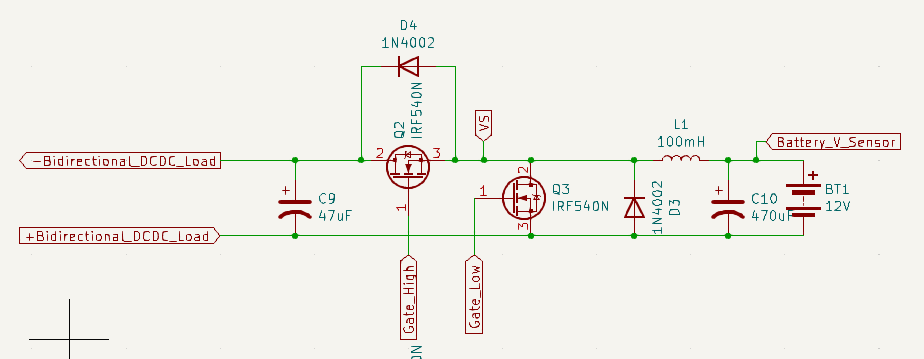 D4
1N4002
Q2
IRF540N
2
3
1
VS
L1
100mH
Battery_V_Sensor
-Bidirectional_DCDC_Load
+
C9
47uF
+Bidirectional_DCDC_Load
Gate_High
Gate_Low
1
2
3
Q3
IRF540N
1N4002
D3
+
C10
470uF
+
BT1
12V